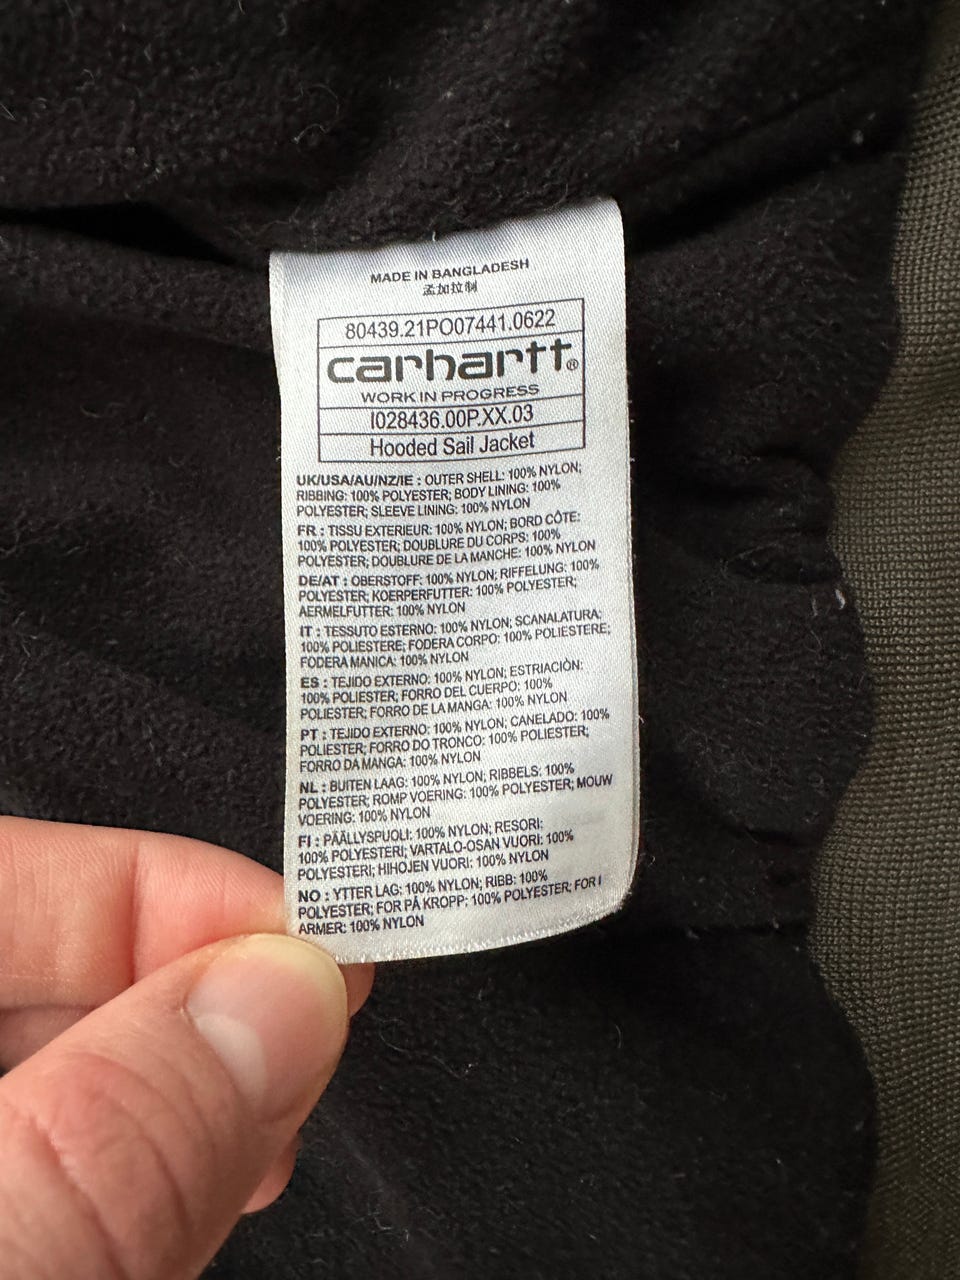 MADE IN BANGLADESH
孟加拉制
80439.21PO07441.0622
carhartt®
WORK IN PROGRESS
I028436.00P.XX.03
Hooded Sail Jacket
UK/USA/AU/NZ/IE : OUTER SHELL: 100% NYLON;
RIBBING: 100% POLYESTER; BODY LINING: 100%
POLYESTER; SLEEVE LINING: 100% NYLON
FR : TISSU EXTERIEUR: 100% NYLON; BORD CÔTE:
100% POLYESTER; DOUBLURE DU CORPS: 100%
POLYESTER; DOUBLURE DE LA MANCHE: 100% NYLON
DE/AT : OBERSTOFF: 100% NYLON; RIFFELUNG: 100%
POLYESTER; KOERPERFUTTER: 100% POLYESTER;
AERMELFUTTER: 100% NYLON
IT : TESSUTO ESTERNO: 100% NYLON; SCANALATURA:
100% POLIESTERE; FODERA CORPO: 100% POLIESTERE;
FODERA MANICA: 100% NYLON
ES : TEJIDO EXTERNO: 100% NYLON; ESTRIACIÒN:
100% POLIESTER; FORRO DEL CUERPO: 100%
POLIESTER; FORRO DE LA MANGA: 100% NYLON
PT : TEJIDO EXTERNO: 100% NYLON; CANELADO: 100%
POLIESTER; FORRO DO TRONCO: 100% POLIESTER;
FORRO DA MANGA: 100% NYLON
NL : BUITEN LAAG: 100% NYLON; RIBBELS: 100%
POLYESTER; ROMP VOERING: 100% POLYESTER; MOUW
VOERING: 100% NYLON
FI : PÄÄLLYSPUOLI: 100% NYLON; RESORI:
100% POLYESTERI; VARTALO-OSAN VUORI: 100%
POLYESTERI; HIHOJEN VUORI: 100% NYLON
NO : YTTER LAG: 100% NYLON; RIBB: 100%
POLYESTER; FOR PÅ KROPP: 100% POLYESTER; FOR I
ARMER: 100% NYLON